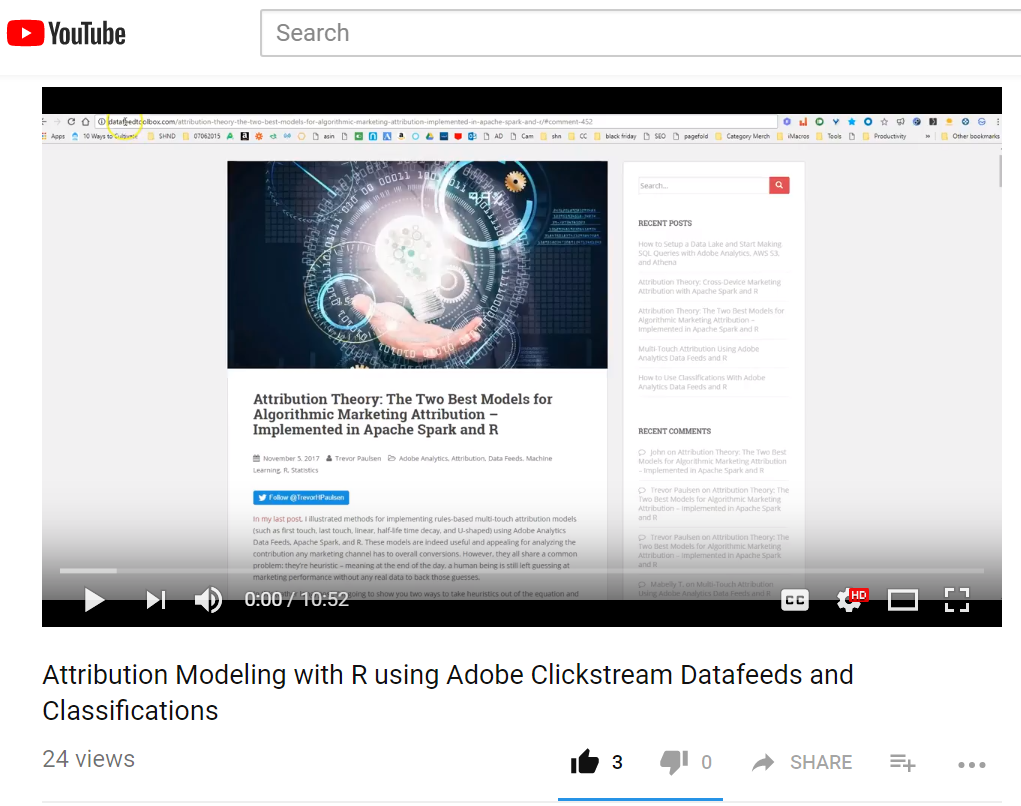 YouTube
Search
datafeedtoolbox.com/attribution-theory-the-two-best-models-for-algorithmic-marketing-attribution-implemented-in-apache-spark-and-r/#comment-452
Apps 10 Ways to SHND 07062015 asin AD Cam shn CC black friday SEO pagefold Category Merch iMacros Tools Productivity » Other bookmarks
Search...
RECENT POSTS
How to Setup a Data Lake and Start Making
SQL Queries with Adobe Analytics, AWS S3,
and Athena
Attribution Theory: Cross-Device Marketing
Attribution with Apache Spark and R
Attribution Theory: The Two Best Models for
Algorithmic Marketing Attribution –
Implemented in Apache Spark and R
Multi-Touch Attribution Using Adobe
Analytics Data Feeds and R
How to Use Classifications With Adobe
Analytics Data Feeds and R
RECENT COMMENTS
John on Attribution Theory: The Two Best
Models for Algorithmic Marketing Attribution
– Implemented in Apache Spark and R
Trevor Paulsen on Attribution Theory: The
Two Best Models for Algorithmic Marketing
Attribution – Implemented in Apache Spark
and R
Trevor Paulsen on Attribution Theory: The
Two Best Models for Algorithmic Marketing
Attribution – Implemented in Apache Spark
and R
Mabelly T. on Multi-Touch Attribution
Using Adobe Analytics Data Feeds and R
Attribution Theory: The Two Best Models for
Algorithmic Marketing Attribution –
Implemented in Apache Spark and R
November 5, 2017 Trevor Paulsen Adobe Analytics, Attribution, Data Feeds, Machine
Learning, R, Statistics
Follow @TrevorHPaulsen
In my last post, I illustrated methods for implementing rules-based multi-touch attribution models
(such as first touch, last touch, linear, half-life time decay, and U-shaped) using Adobe Analytics
Data Feeds, Apache Spark, and R. These models are indeed useful and appealing for analyzing the
contribution any marketing channel has to overall conversions. However, they all share a common
problem: they're heuristic – meaning at the end of the day, a human being is still left guessing at
marketing performance without any real data to back those guesses.
going to show you two ways to take heuristics out of the equation and
0:00 / 10:52
CC
HD
Attribution Modeling with R using Adobe Clickstream Datafeeds and
Classifications
24 views
3 0 SHARE